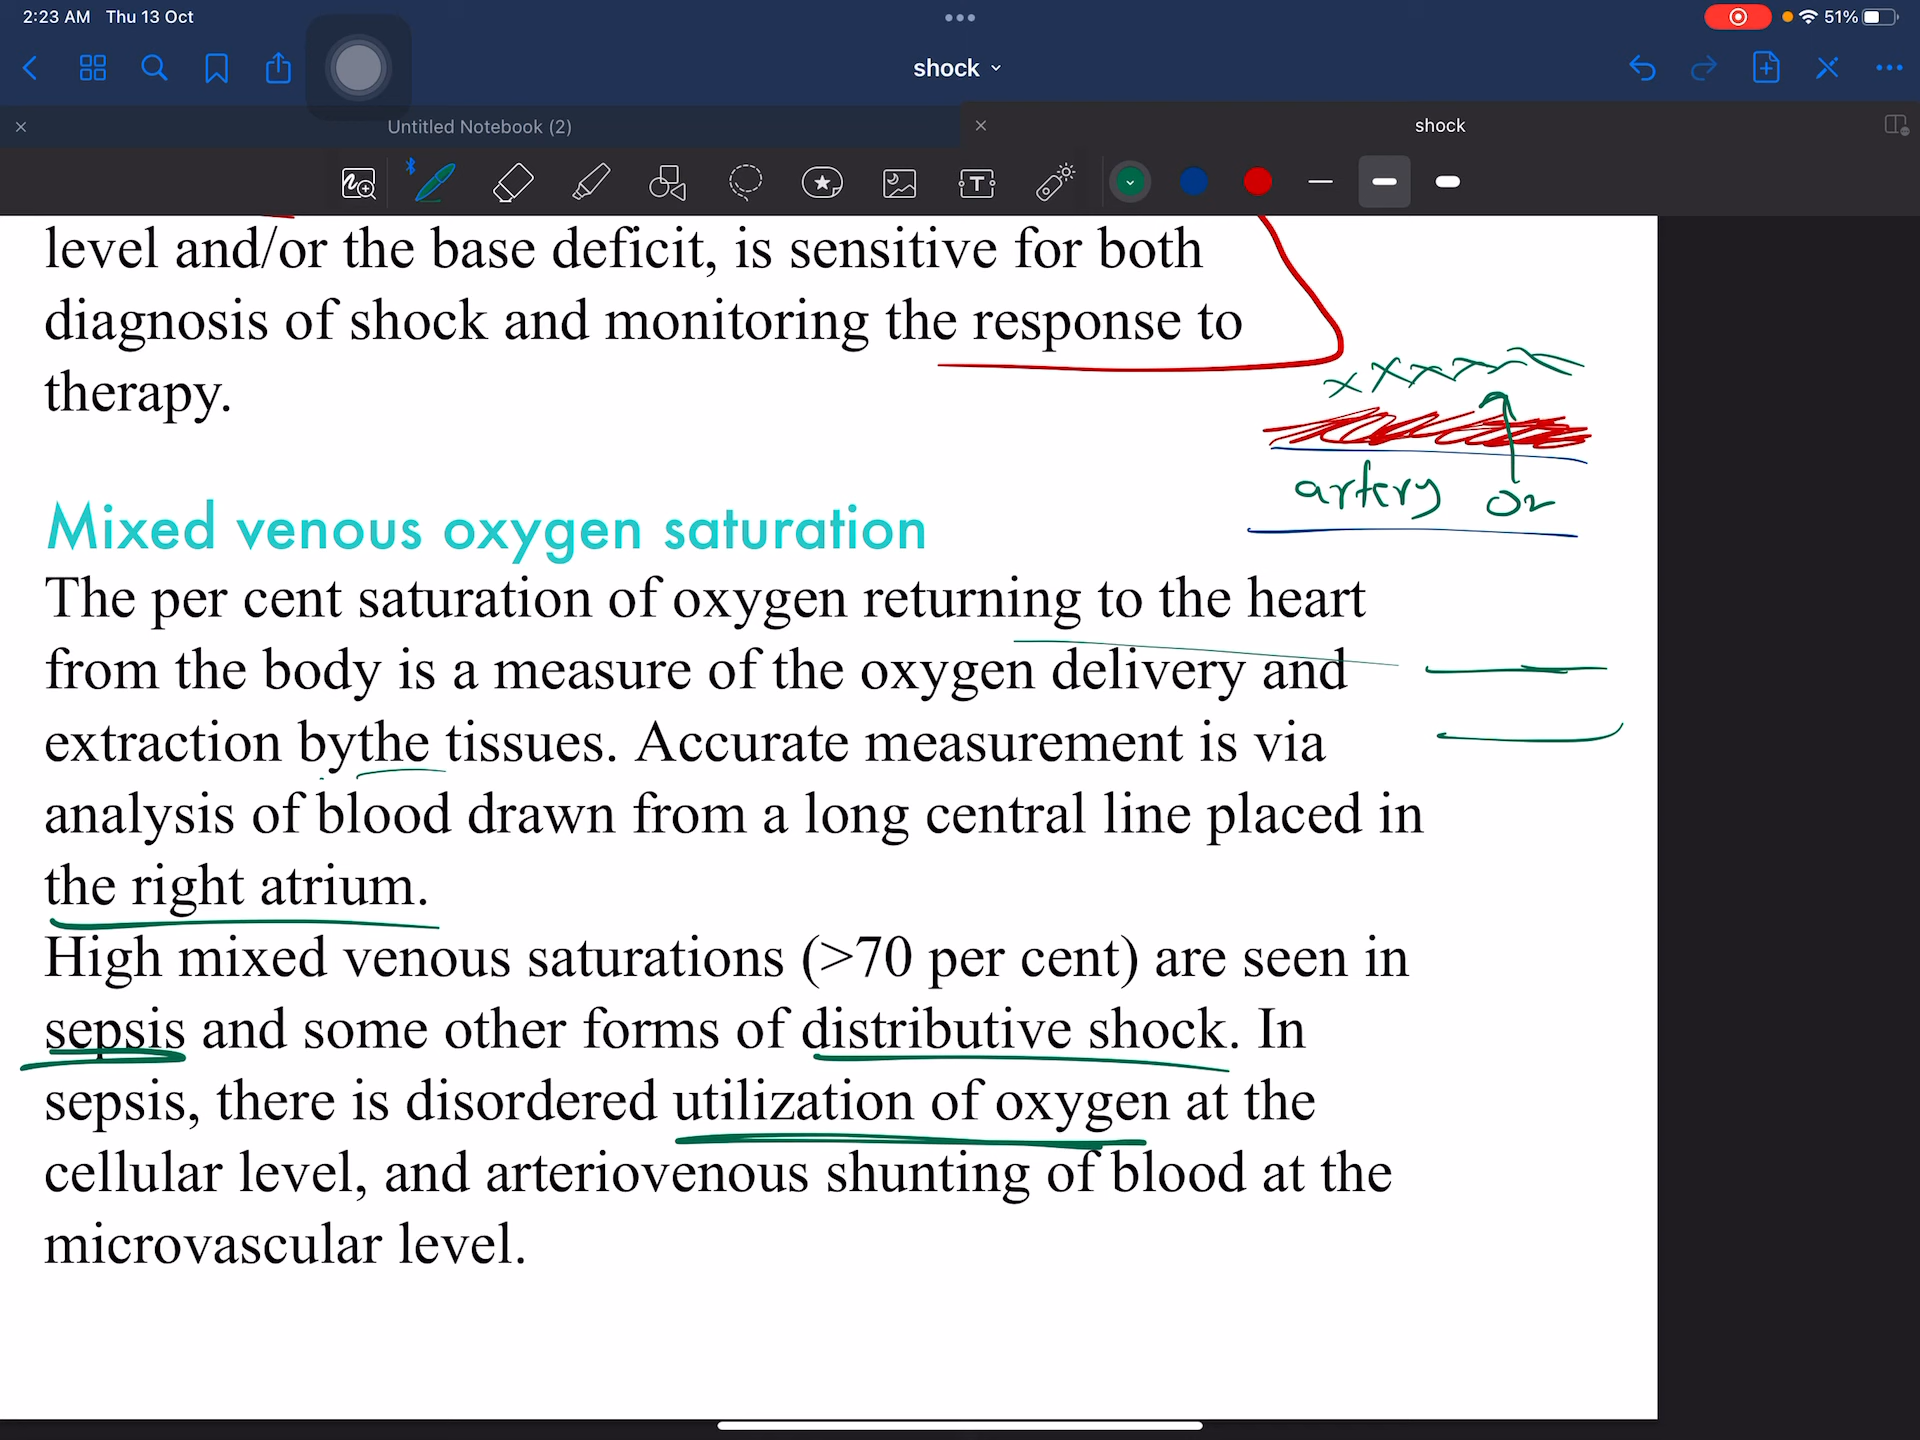 2:23 AM Thu 13 Oct
51%
shock
Untitled Notebook (2)
shock
level and/or the base deficit, is sensitive for both
diagnosis of shock and monitoring the response to
therapy.
artery O2
Mixed venous oxygen saturation
The per cent saturation of oxygen returning to the heart
from the body is a measure of the oxygen delivery and
extraction bythe tissues. Accurate measurement is via
analysis of blood drawn from a long central line placed in
the right atrium.
High mixed venous saturations (>70 per cent) are seen in
sepsis and some other forms of distributive shock. In
sepsis, there is disordered utilization of oxygen at the
cellular level, and arteriovenous shunting of blood at the
microvascular level.